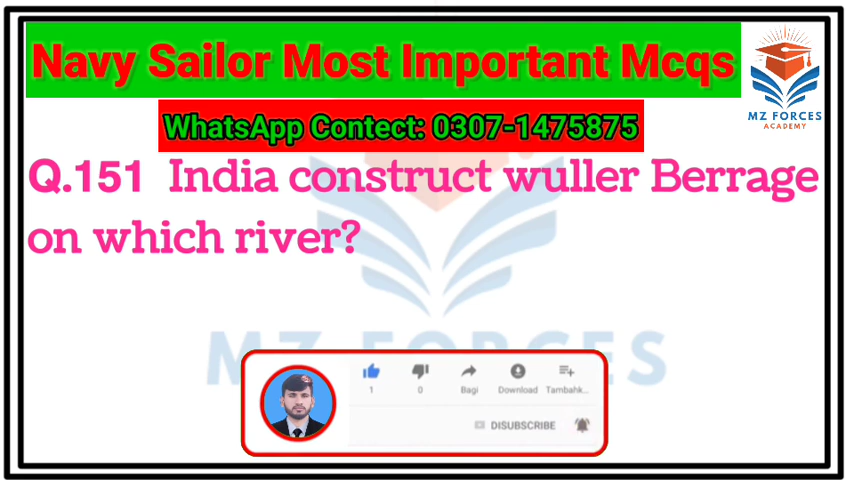 Navy Sailor Most Important Mcqs
MZ FORCES
ACADEMY
WhatsApp Contect: 0307-1475875
Q.151 India construct wuller Berrage
on which river?
MZ FORCES
1 0 Bagi Download Tambahk...
DISUBSCRIBE